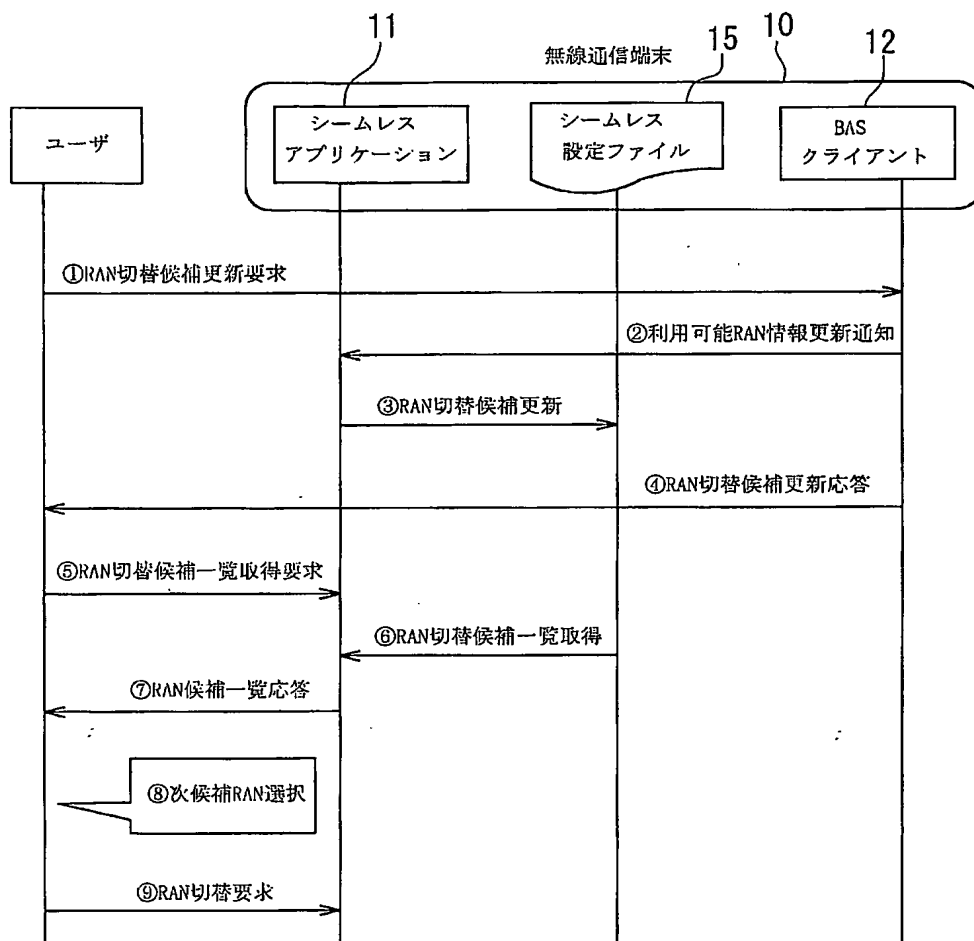 11
無線通信端末
15
10
12
ユーザ
シームレス
アプリケーション
シームレス
設定ファイル
BAS
クライアント
①RAN切替候補更新要求
②利用可能RAN情報更新通知
③RAN切替候補更新
④RAN切替候補更新応答
⑤RAN切替候補一覧取得要求
⑥RAN切替候補一覧取得
⑦RAN候補一覧応答
⑧次候補RAN選択
⑨RAN切替要求